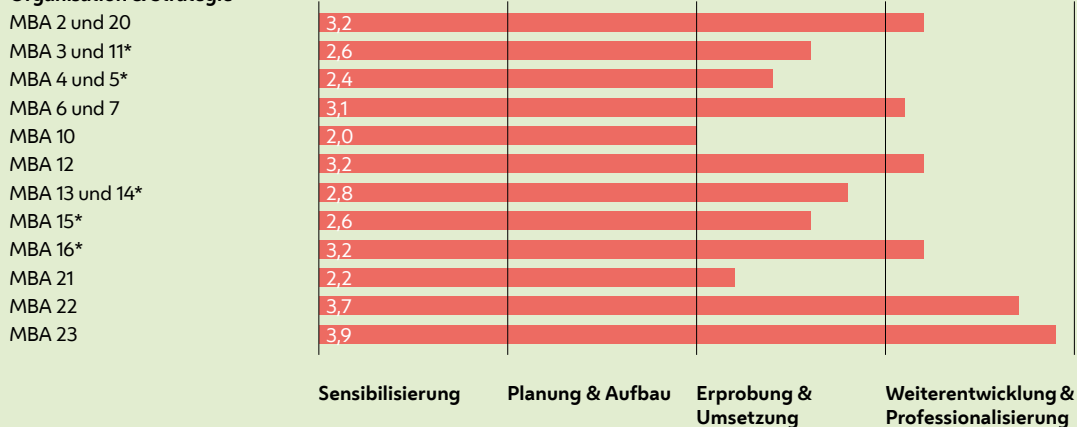 Organisation & Strategie
MBA 2 und 20 3,2
MBA 3 und 11* 2,6
MBA 4 und 5* 2,4
MBA 6 und 7 3,1
MBA 10 2,0
MBA 12 3,2
MBA 13 und 14* 2,8
MBA 15* 2,6
MBA 16* 3,2
MBA 21 2,2
MBA 22 3,7
MBA 23 3,9
Sensibilisierung Planung & Aufbau Erprobung & Weiterentwicklung &
Umsetzung Professionalisierung